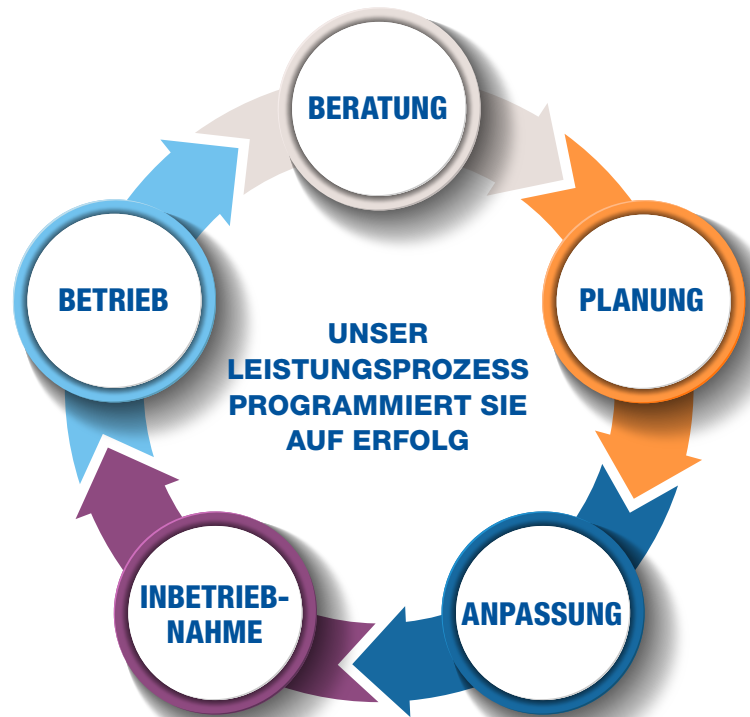 BERATUNG
PLANUNG
ANPASSUNG
INBETRIEB-
NAHME
BETRIEB
UNSER
LEISTUNGSPROZESS
PROGRAMMIERT SIE
AUF ERFOLG